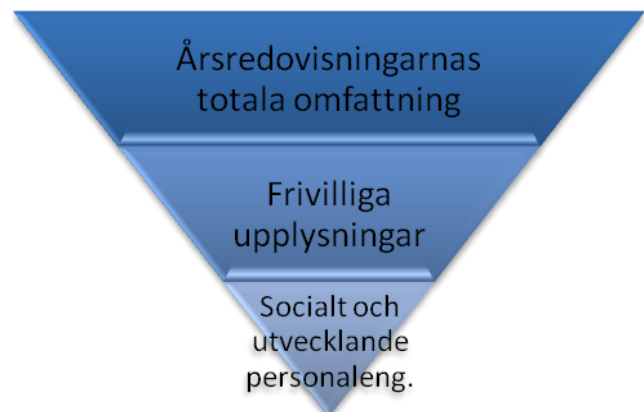 Årsredovisningarnas
totala omfattning
Frivilliga
upplysningar
Socialt och
utvecklande
personaleng.